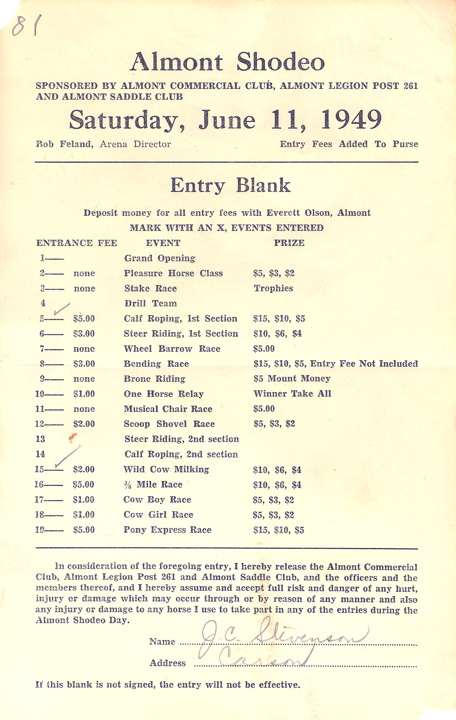 81
Almont Shodeo
SPONSORED BY ALMONT COMMERCIAL CLUB, ALMONT LEGION POST 261
AND ALMONT SADDLE CLUB
Saturday, June 11, 1949
Bob Feland, Arena Director Entry Fees Added To Purse
Entry Blank
Deposit money for all entry fees with Everett Olson, Almont
MARK WITH AN X, EVENTS ENTERED
ENTRANCE FEE EVENT PRIZE
1—— Grand Opening
2—— none Pleasure Horse Class $5, $3, $2
3—— none Stake Race Trophies
4 Drill Team
5—— $5.00 Calf Roping, 1st Section $15, $10, $5
6—— $3.00 Steer Riding, 1st Section $10, $6, $4
7—— none Wheel Barrow Race $5.00
8—— $3.00 Bending Race $15, $10, $5, Entry Fee Not Included
9—— none Bronc Riding $5 Mount Money
10—— $1.00 One Horse Relay Winner Take All
11—— none Musical Chair Race $5.00
12—— $2.00 Scoop Shovel Race $5, $3, $2
13 Steer Riding, 2nd section
14 Calf Roping, 2nd section
15—— $2.00 Wild Cow Milking $10, $6, $4
16—— $5.00 Mile Race $10, $6, $4
17—— $1.00 Cow Boy Race $5, $3, $2
18—— $1.00 Cow Girl Race $5, $3, $2
19—— $5.00 Pony Express Race $15, $10, $5
In consideration of the foregoing entry, I hereby release the Almont Commercial
Club, Almont Legion Post 261 and Almont Saddle Club, and the officers and the
members thereof, and I hereby assume and accept full risk and danger of any hurt,
injury or damage which may occur through or by reason of any manner and also
any injury or damage to any horse I use to take part in any of the entries during the
Almont Shodeo Day.
Name J.C. Stevenson
Address Carson
If this blank is not signed, the entry will not be effective.